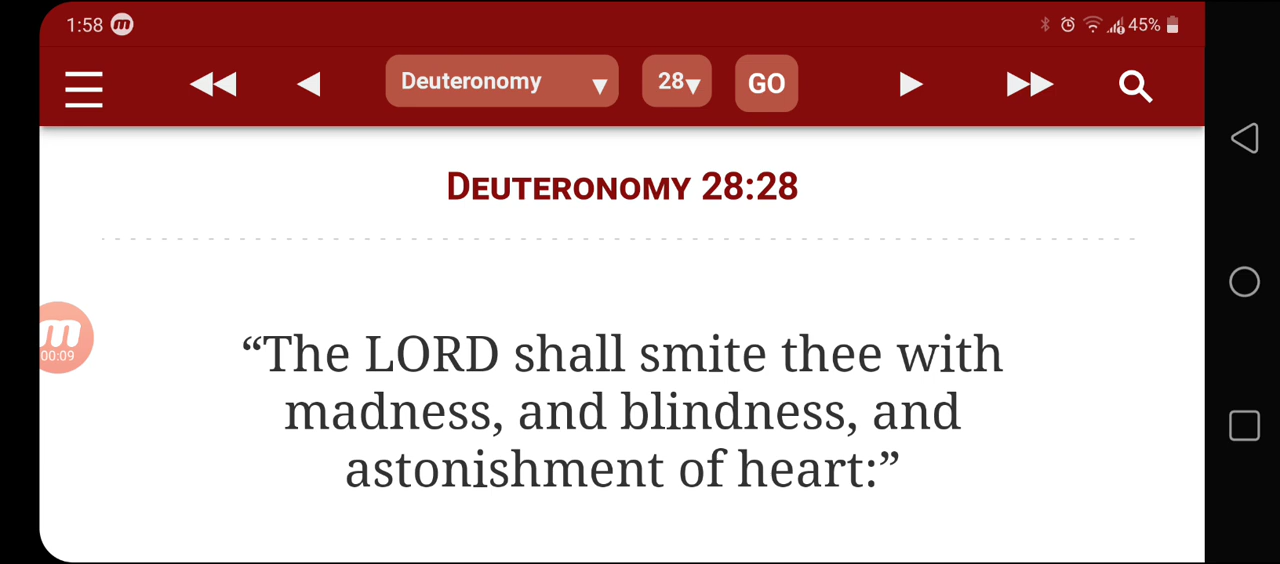 1:58 m 45%
Deuteronomy 28 GO
DEUTERONOMY 28:28
m
00:09
“The LORD shall smite thee with
madness, and blindness, and
astonishment of heart:”